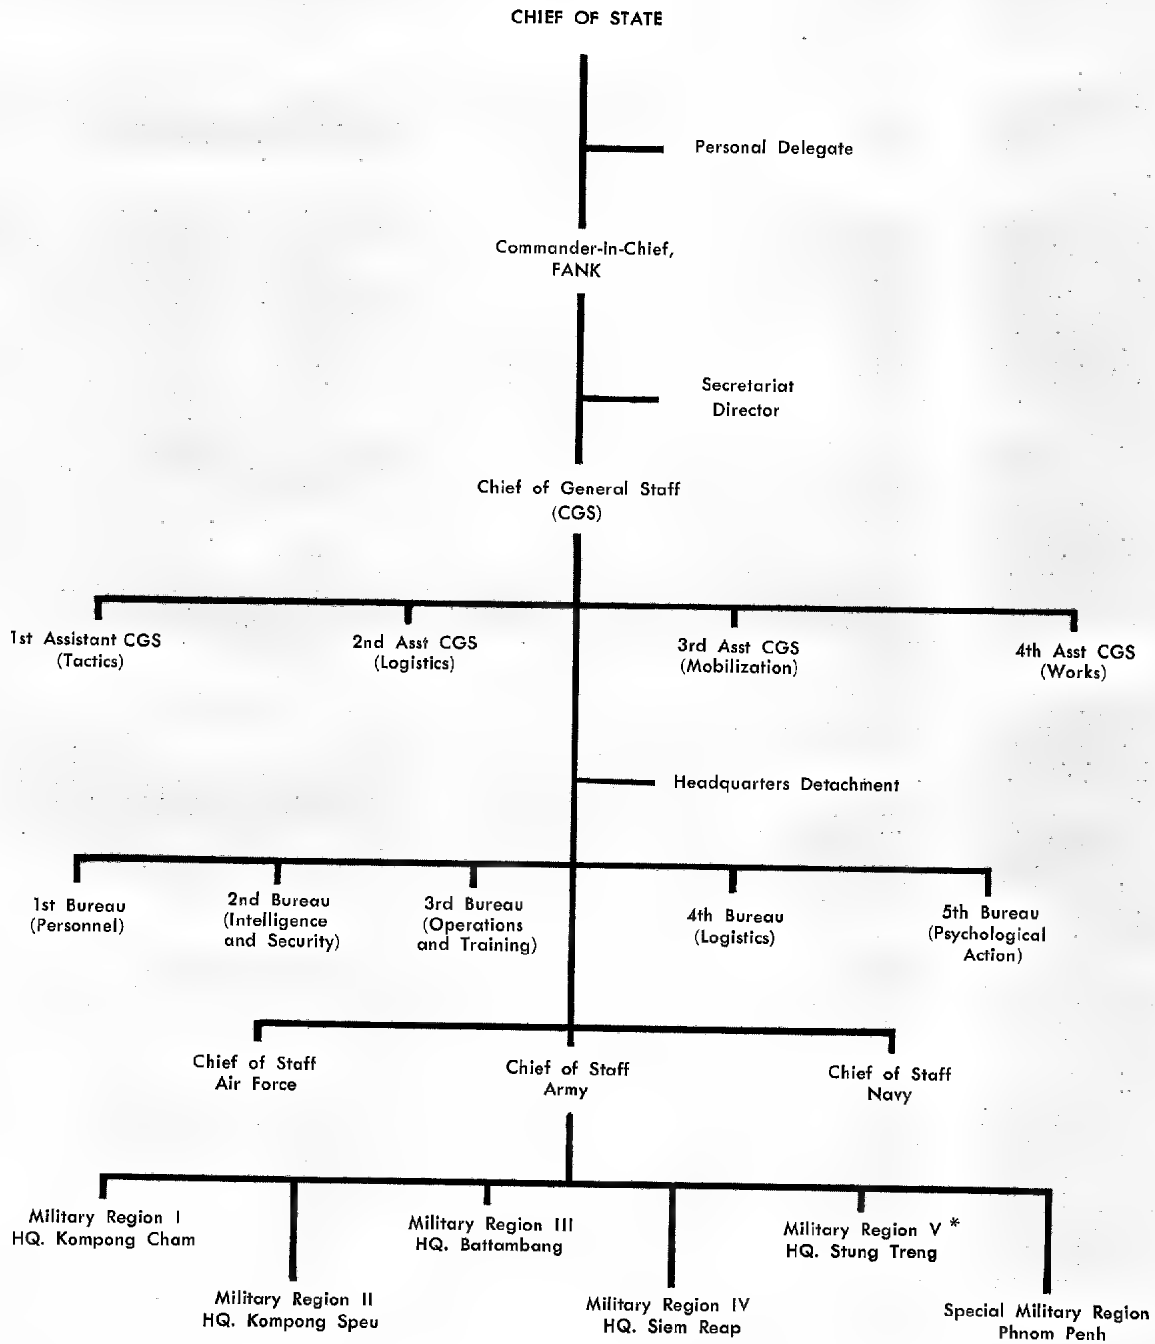 CHIEF OF STATE
Personal Delegate
Commander-in-Chief,
FANK
Secretariat
Director
Chief of General Staff
(CGS)
1st Assistant CGS
(Tactics)
2nd Asst CGS
(Logistics)
3rd Asst CGS
(Mobilization)
4th Asst CGS
(Works)
Headquarters Detachment
1st Bureau
(Personnel)
2nd Bureau
(Intelligence
and Security)
3rd Bureau
(Operations
and Training)
4th Bureau
(Logistics)
5th Bureau
(Psychological
Action)
Chief of Staff
Air Force
Chief of Staff
Army
Chief of Staff
Navy
Military Region I
HQ. Kompong Cham
Military Region II
HQ. Kompong Speu
Military Region III
HQ. Battambang
Military Region IV
HQ. Siem Reap
Military Region V *
HQ. Stung Treng
Special Military Region
Phnom Penh